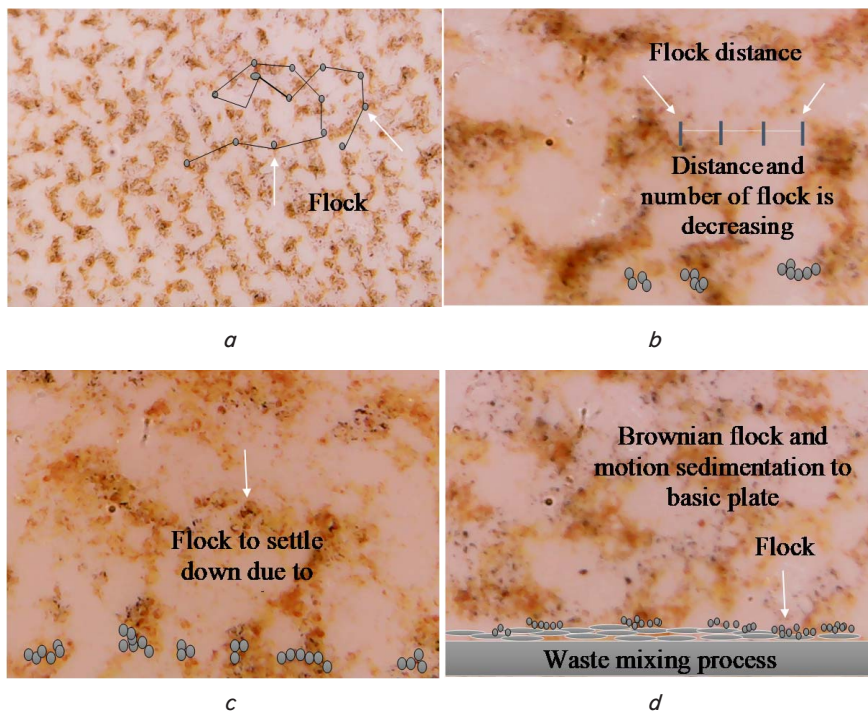 Flock
a
Flock distance
Distance and
number of flock is
decreasing
b
Flock to settle
down due to
c
Brownian flock and
motion sedimentation to
basic plate
Flock
Waste mixing process
d